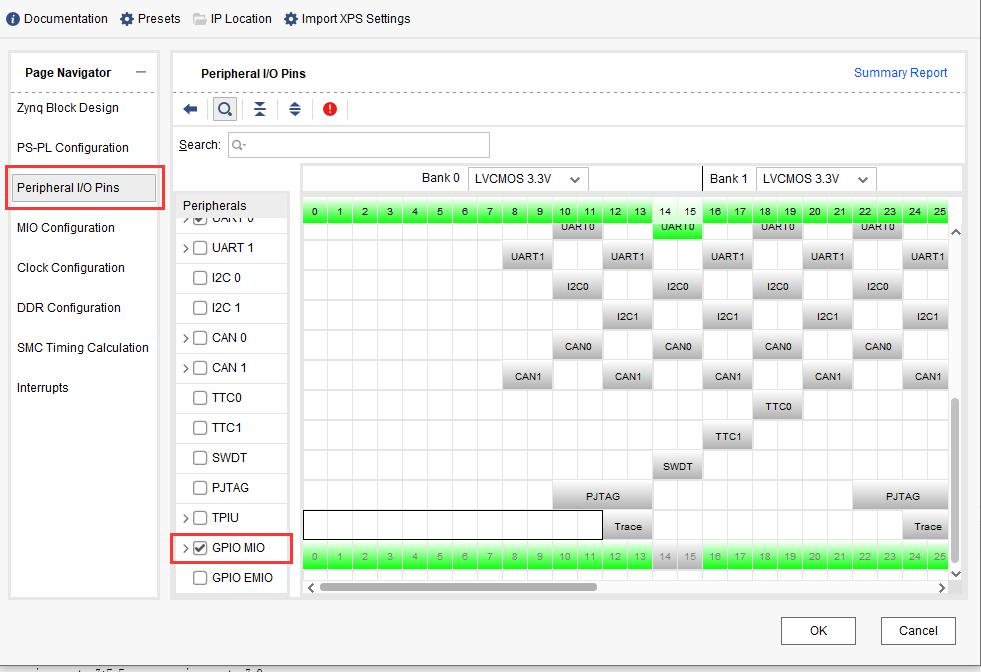 Documentation Presets IP Location Import XPS Settings
Page Navigator
Zynq Block Design
PS-PL Configuration
Peripheral I/O Pins
MIO Configuration
Clock Configuration
DDR Configuration
SMC Timing Calculation
Interrupts
Peripheral I/O Pins Summary Report
Search:
Bank 0 LVCMOS 3.3V Bank 1 LVCMOS 3.3V
Peripherals 0 1 2 3 4 5 6 7 8 9 10 11 12 13 14 15 16 17 18 19 20 21 22 23 24 25
UART 0 UART0 UART0 UART0 UART0
UART 1 UART1 UART1 UART1 UART1 UART1
I2C 0 I2C0 I2C0 I2C0 I2C0
I2C 1 I2C1 I2C1 I2C1 I2C1
CAN 0 CAN0 CAN0 CAN0 CAN0
CAN 1 CAN1 CAN1 CAN1 CAN1 CAN1
TTC0 TTC0
TTC1 TTC1
SWDT SWDT
PJTAG PJTAG PJTAG
TPIU Trace Trace
GPIO MIO 0 1 2 3 4 5 6 7 8 9 10 11 12 13 14 15 16 17 18 19 20 21 22 23 24 25
GPIO EMIO
OK Cancel